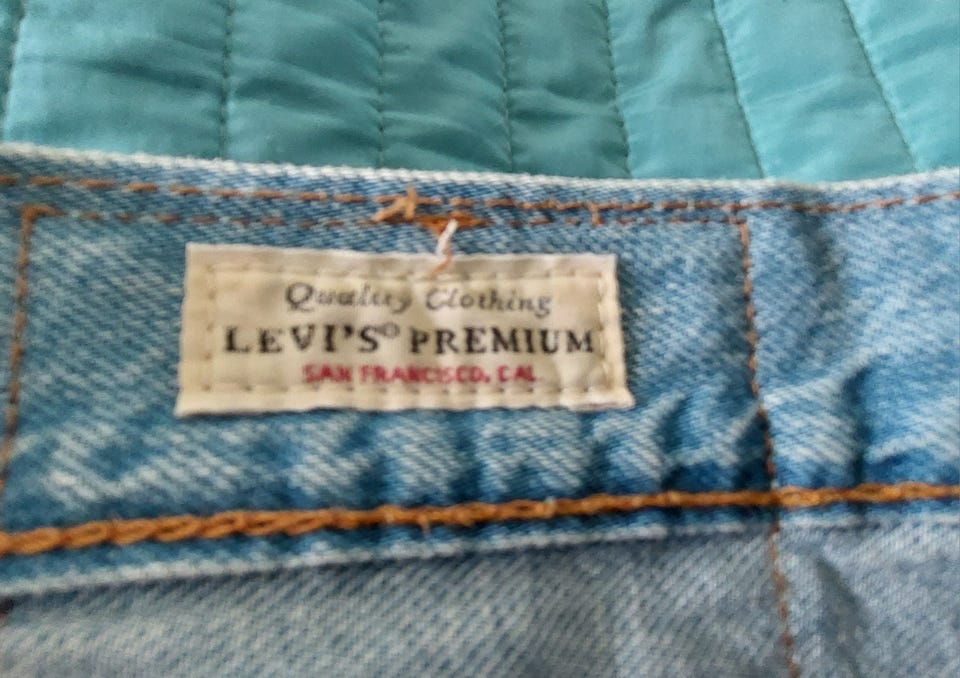 Quality Clothing
LEVI'S® PREMIUM
SAN FRANCISCO, CAL